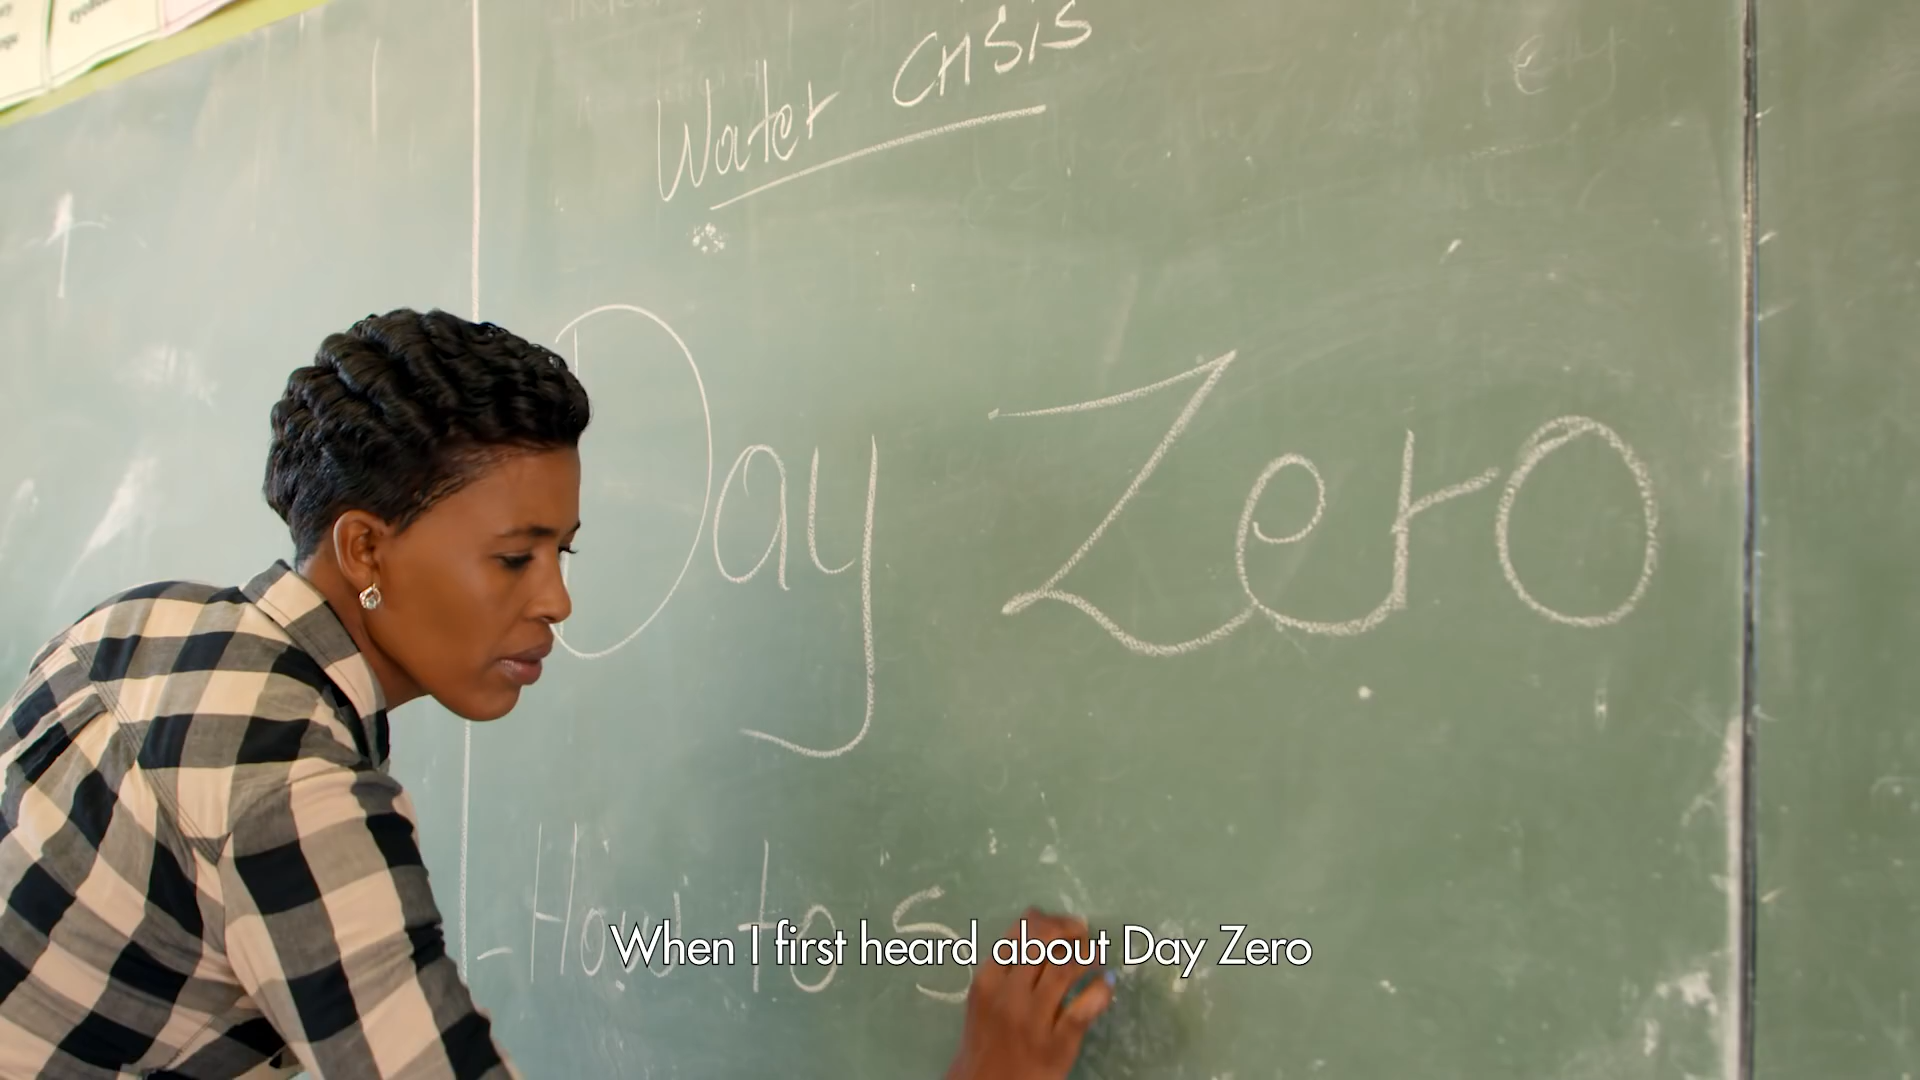 Water Crisis
Day Zero
- How to S
When I first heard about Day Zero